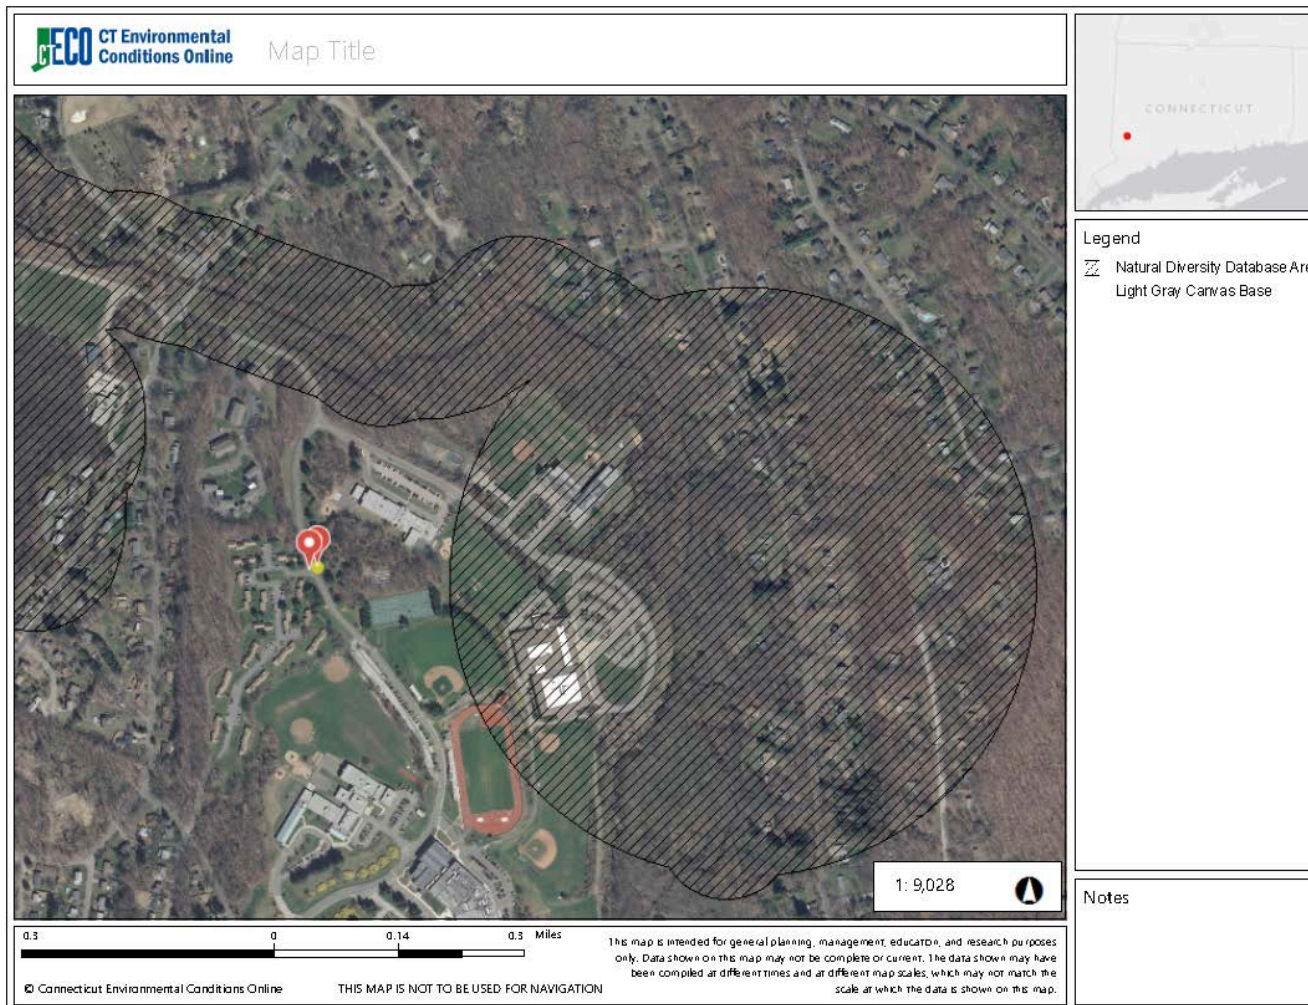 CT ECO CT Environmental
Conditions Online
Map Title
CONNECTICUT
Legend
Natural Diversity Database Are
Light Gray Canvas Base
1: 9,028
Notes
0.3 0 0.14 0.3 Miles
This map is intended for general planning, management, education, and research purposes
only. Data shown on this map may not be complete or current. The data shown may have
been compiled at different times and at different map scales, which may not match the
scale at which the data is shown on this map.
© Connecticut Environmental Conditions Online THIS MAP IS NOT TO BE USED FOR NAVIGATION